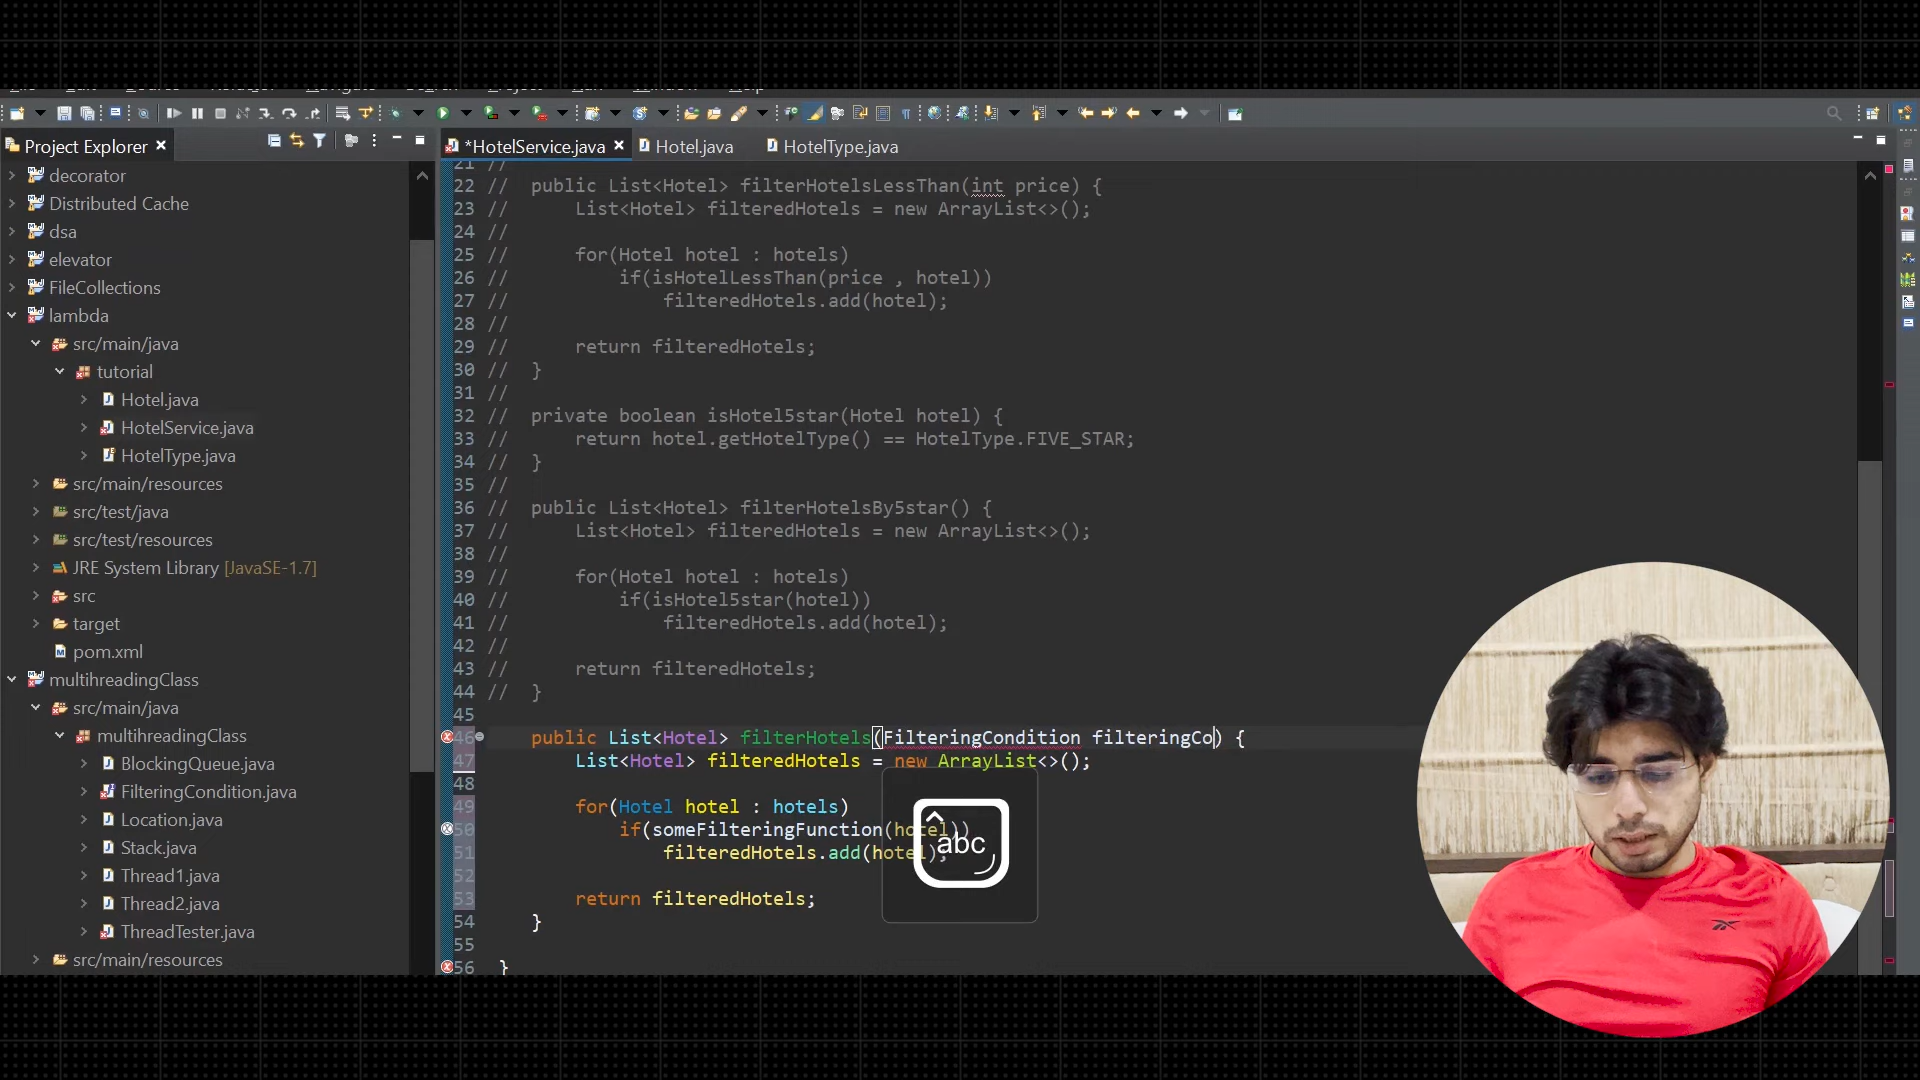 Project Explorer
*HotelService.java
Hotel.java
HotelType.java
decorator
Distributed Cache
dsa
elevator
FileCollections
lambda
src/main/java
tutorial
Hotel.java
HotelService.java
HotelType.java
src/main/resources
src/test/java
src/test/resources
JRE System Library [JavaSE-1.7]
src
target
pom.xml
multihreadingClass
src/main/java
multihreadingClass
BlockingQueue.java
FilteringCondition.java
Location.java
Stack.java
Thread1.java
Thread2.java
ThreadTester.java
src/main/resources
21 //
22 // public List<Hotel> filterHotelsLessThan(int price) {
23 // List<Hotel> filteredHotels = new ArrayList<>();
24 //
25 // for(Hotel hotel : hotels)
26 // if(isHotelLessThan(price , hotel))
27 // filteredHotels.add(hotel);
28 //
29 // return filteredHotels;
30 // }
31 //
32 // private boolean isHotel5star(Hotel hotel) {
33 // return hotel.getHotelType() == HotelType.FIVE_STAR;
34 // }
35 //
36 // public List<Hotel> filterHotelsBy5star() {
37 // List<Hotel> filteredHotels = new ArrayList<>();
38 //
39 // for(Hotel hotel : hotels)
40 // if(isHotel5star(hotel))
41 // filteredHotels.add(hotel);
42 //
43 // return filteredHotels;
44 // }
45
46 public List<Hotel> filterHotels(FilteringCondition filteringCo) {
47 List<Hotel> filteredHotels = new ArrayList<>();
48
49 for(Hotel hotel : hotels)
50 if(someFilteringFunction(hotel))
51 filteredHotels.add(hotel);
52
53 return filteredHotels;
54 }
55
56 }
abc